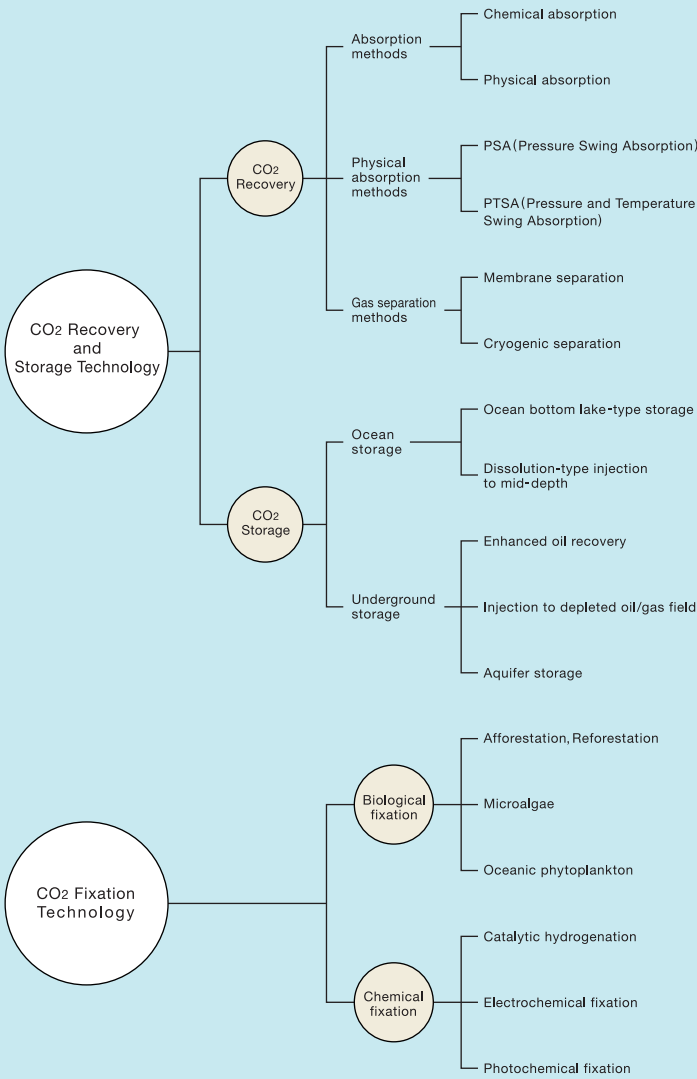 CO2 Recovery
and
Storage Technology
CO2
Recovery
Absorption
methods
Chemical absorption
Physical absorption
Physical
absorption
methods
PSA(Pressure Swing Absorption)
PTSA(Pressure and Temperature
Swing Absorption)
Gas separation
methods
Membrane separation
Cryogenic separation
CO2
Storage
Ocean
storage
Ocean bottom lake-type storage
Dissolution-type injection
to mid-depth
Underground
storage
Enhanced oil recovery
Injection to depleted oil/gas field
Aquifer storage
CO2 Fixation
Technology
Biological
fixation
Afforestation, Reforestation
Microalgae
Oceanic phytoplankton
Chemical
fixation
Catalytic hydrogenation
Electrochemical fixation
Photochemical fixation